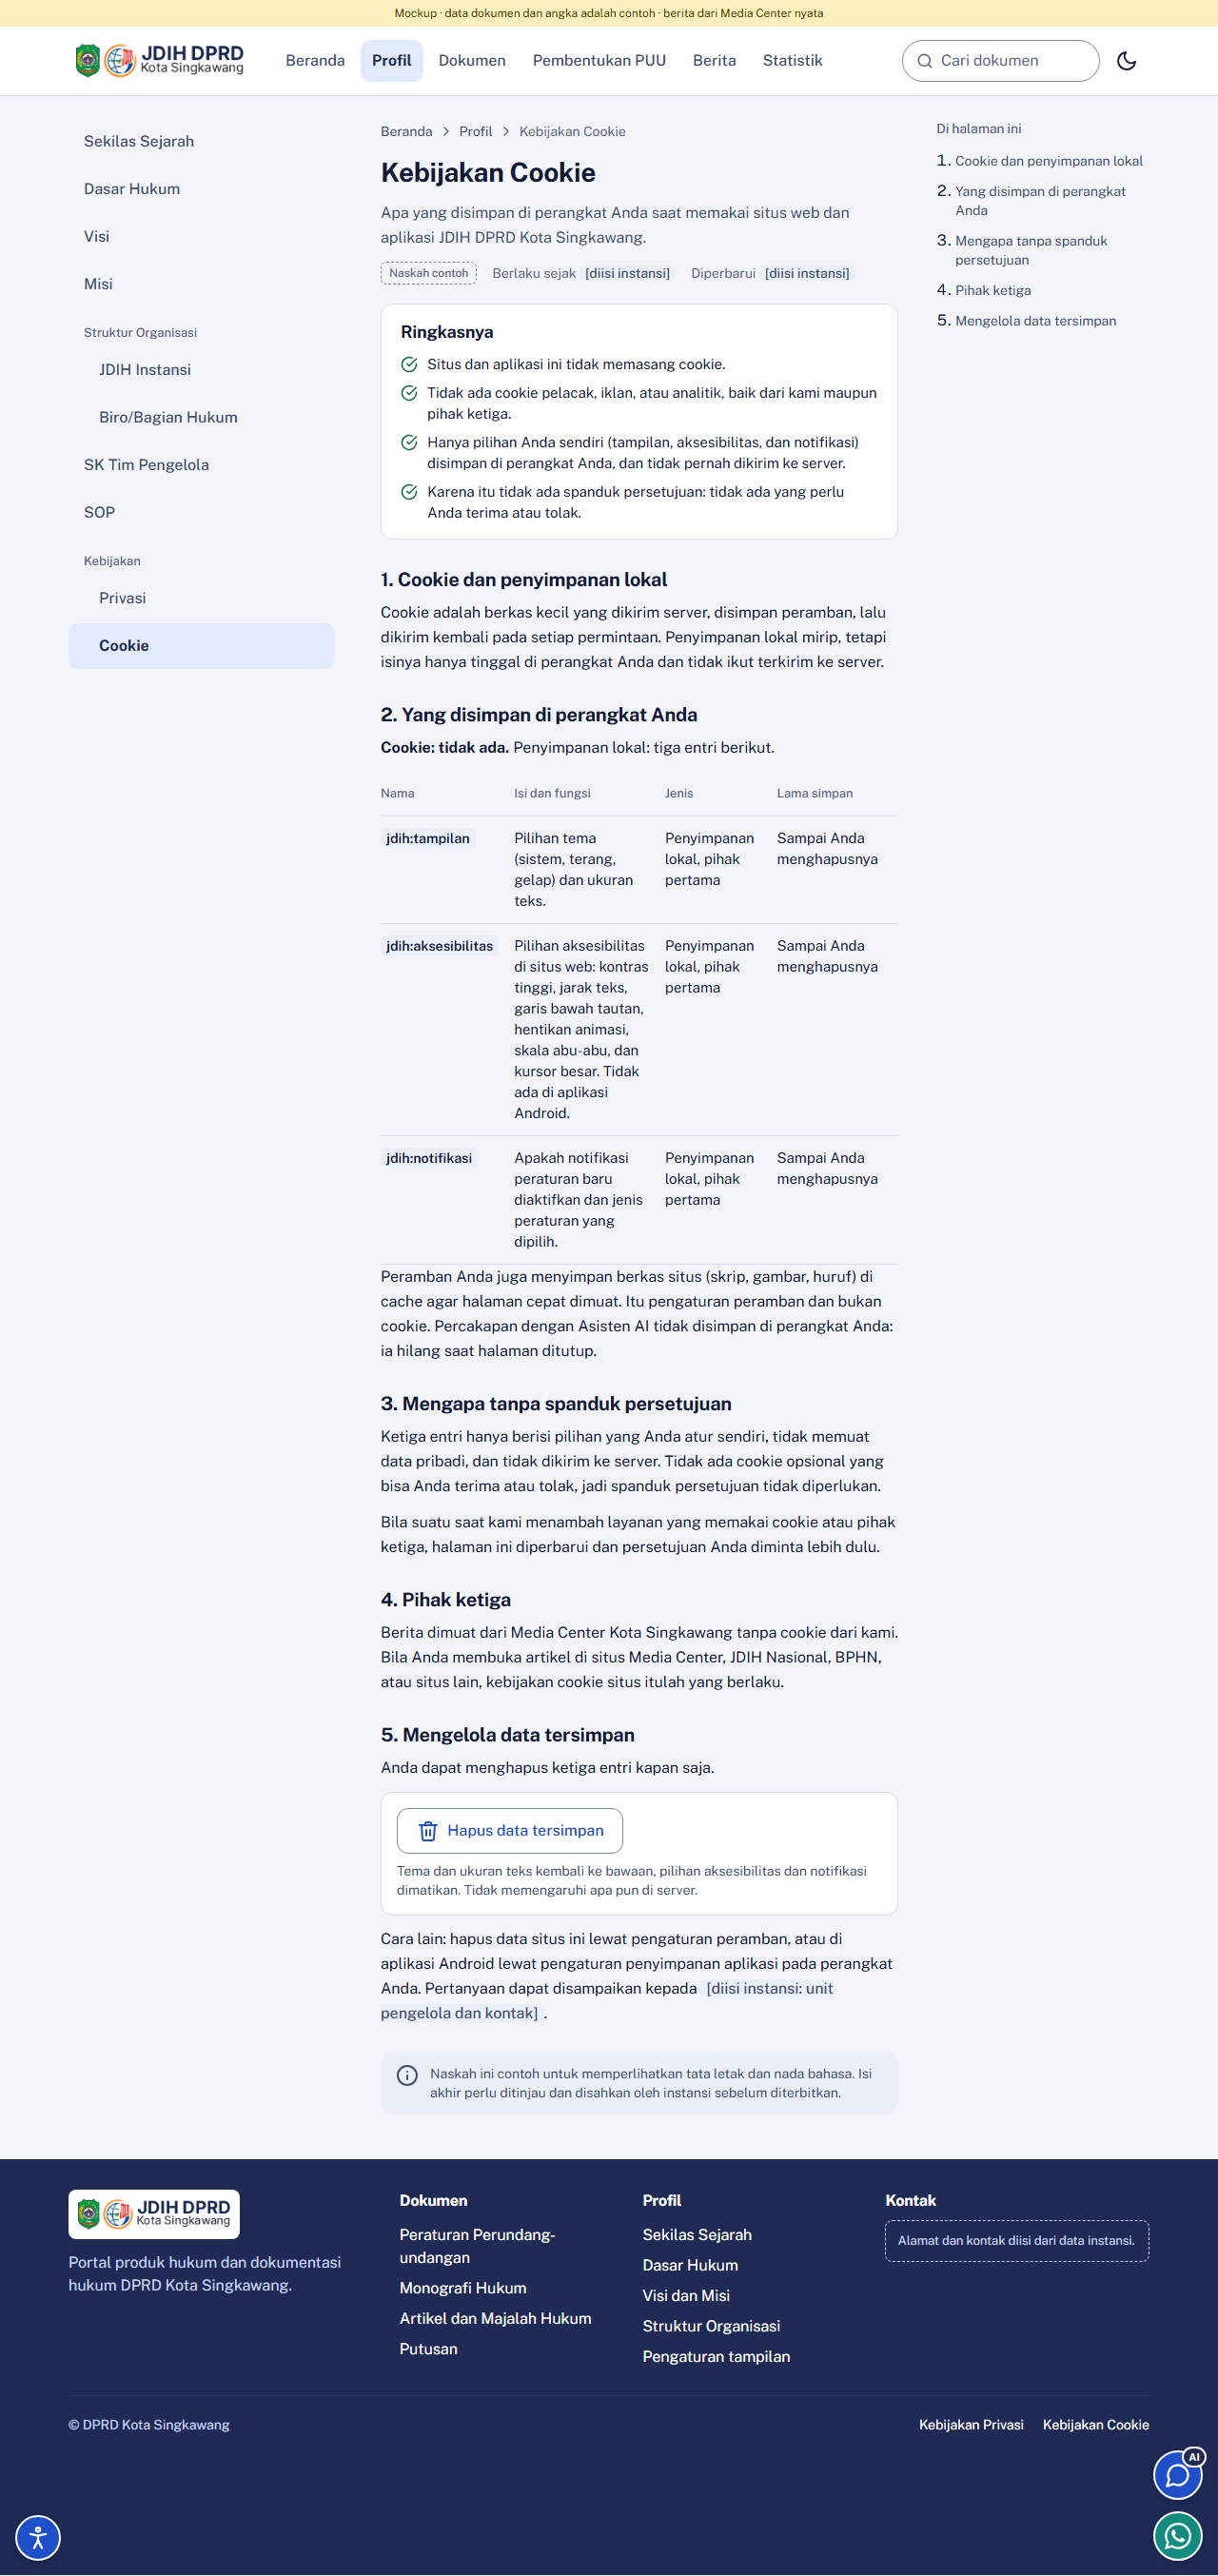 Mockup · data dokumen dan angka adalah contoh · berita dari Media Center nyata
JDIH DPRD
Kota Singkawang
Beranda
Profil
Dokumen
Pembentukan PUU
Berita
Statistik
Cari dokumen
Sekilas Sejarah
Dasar Hukum
Visi
Misi
Struktur Organisasi
JDIH Instansi
Biro/Bagian Hukum
SK Tim Pengelola
SOP
Kebijakan
Privasi
Cookie
Beranda > Profil > Kebijakan Cookie
Kebijakan Cookie
Apa yang disimpan di perangkat Anda saat memakai situs web dan
aplikasi JDIH DPRD Kota Singkawang.
Naskah contoh
Berlaku sejak [diisi instansi]
Diperbarui [diisi instansi]
Ringkasnya
Situs dan aplikasi ini tidak memasang cookie.
Tidak ada cookie pelacak, iklan, atau analitik, baik dari kami maupun
pihak ketiga.
Hanya pilihan Anda sendiri (tampilan, aksesibilitas, dan notifikasi)
disimpan di perangkat Anda, dan tidak pernah dikirim ke server.
Karena itu tidak ada spanduk persetujuan: tidak ada yang perlu
Anda terima atau tolak.
1. Cookie dan penyimpanan lokal
Cookie adalah berkas kecil yang dikirim server, disimpan peramban, lalu
dikirim kembali pada setiap permintaan. Penyimpanan lokal mirip, tetapi
isinya hanya tinggal di perangkat Anda dan tidak ikut terkirim ke server.
2. Yang disimpan di perangkat Anda
Cookie: tidak ada. Penyimpanan lokal: tiga entri berikut.
Nama
Isi dan fungsi
Jenis
Lama simpan
jdih:tampilan
Pilihan tema
(sistem, terang,
gelap) dan ukuran
teks.
Penyimpanan
lokal, pihak
pertama
Sampai Anda
menghapusnya
jdih:aksesibilitas
Pilihan aksesibilitas
di situs web: kontras
tinggi, jarak teks,
garis bawah tautan,
hentikan animasi,
skala abu-abu, dan
kursor besar. Tidak
ada di aplikasi
Android.
Penyimpanan
lokal, pihak
pertama
Sampai Anda
menghapusnya
jdih:notifikasi
Apakah notifikasi
peraturan baru
diaktifkan dan jenis
peraturan yang
dipilih.
Penyimpanan
lokal, pihak
pertama
Sampai Anda
menghapusnya
Peramban Anda juga menyimpan berkas situs (skrip, gambar, huruf) di
cache agar halaman cepat dimuat. Itu pengaturan peramban dan bukan
cookie. Percakapan dengan Asisten AI tidak disimpan di perangkat Anda:
ia hilang saat halaman ditutup.
3. Mengapa tanpa spanduk persetujuan
Ketiga entri hanya berisi pilihan yang Anda atur sendiri, tidak memuat
data pribadi, dan tidak dikirim ke server. Tidak ada cookie opsional yang
bisa Anda terima atau tolak, jadi spanduk persetujuan tidak diperlukan.
Bila suatu saat kami menambah layanan yang memakai cookie atau pihak
ketiga, halaman ini diperbarui dan persetujuan Anda diminta lebih dulu.
4. Pihak ketiga
Berita dimuat dari Media Center Kota Singkawang tanpa cookie dari kami.
Bila Anda membuka artikel di situs Media Center, JDIH Nasional, BPHN,
atau situs lain, kebijakan cookie situs itulah yang berlaku.
5. Mengelola data tersimpan
Anda dapat menghapus ketiga entri kapan saja.
Hapus data tersimpan
Tema dan ukuran teks kembali ke bawaan, pilihan aksesibilitas dan notifikasi
dimatikan. Tidak memengaruhi apa pun di server.
Cara lain: hapus data situs ini lewat pengaturan peramban, atau di
aplikasi Android lewat pengaturan penyimpanan aplikasi pada perangkat
Anda. Pertanyaan dapat disampaikan kepada [diisi instansi: unit
pengelola dan kontak] .
Naskah ini contoh untuk memperlihatkan tata letak dan nada bahasa. Isi
akhir perlu ditinjau dan disahkan oleh instansi sebelum diterbitkan.
Di halaman ini
1. Cookie dan penyimpanan lokal
2. Yang disimpan di perangkat
Anda
3. Mengapa tanpa spanduk
persetujuan
4. Pihak ketiga
5. Mengelola data tersimpan
JDIH DPRD
Kota Singkawang
Portal produk hukum dan dokumentasi
hukum DPRD Kota Singkawang.
Dokumen
Peraturan Perundang-
undangan
Monografi Hukum
Artikel dan Majalah Hukum
Putusan
Profil
Sekilas Sejarah
Dasar Hukum
Visi dan Misi
Struktur Organisasi
Pengaturan tampilan
Kontak
Alamat dan kontak diisi dari data instansi.
© DPRD Kota Singkawang
Kebijakan Privasi
Kebijakan Cookie
AI